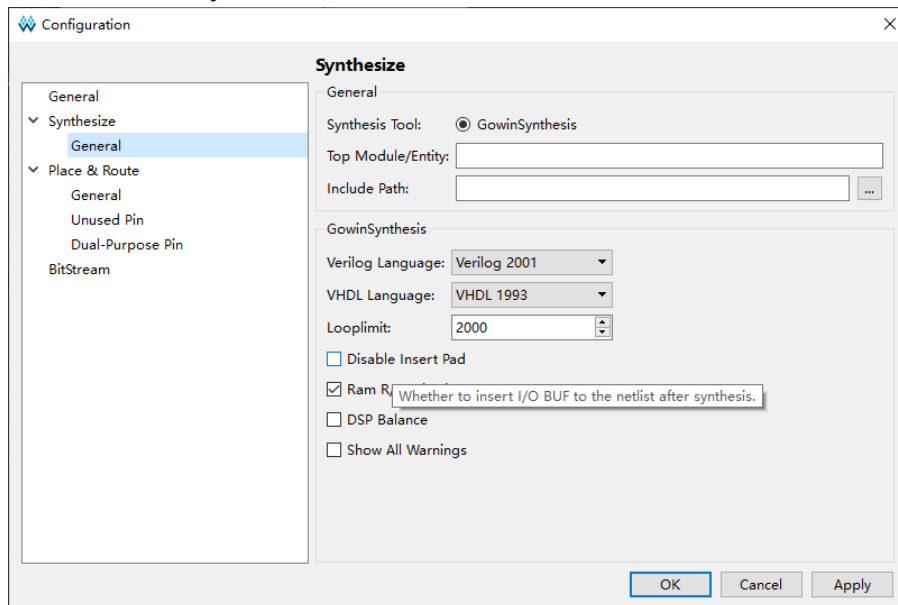 Configuration
General
Synthesize
General
Place & Route
General
Unused Pin
Dual-Purpose Pin
BitStream
Synthesize
General
Synthesis Tool: GowinSynthesis
Top Module/Entity:
Include Path: ...
GowinSynthesis
Verilog Language: Verilog 2001
VHDL Language: VHDL 1993
Looplimit: 2000
Disable Insert Pad
Ram R/
Whether to insert I/O BUF to the netlist after synthesis.
DSP Balance
Show All Warnings
OK Cancel Apply